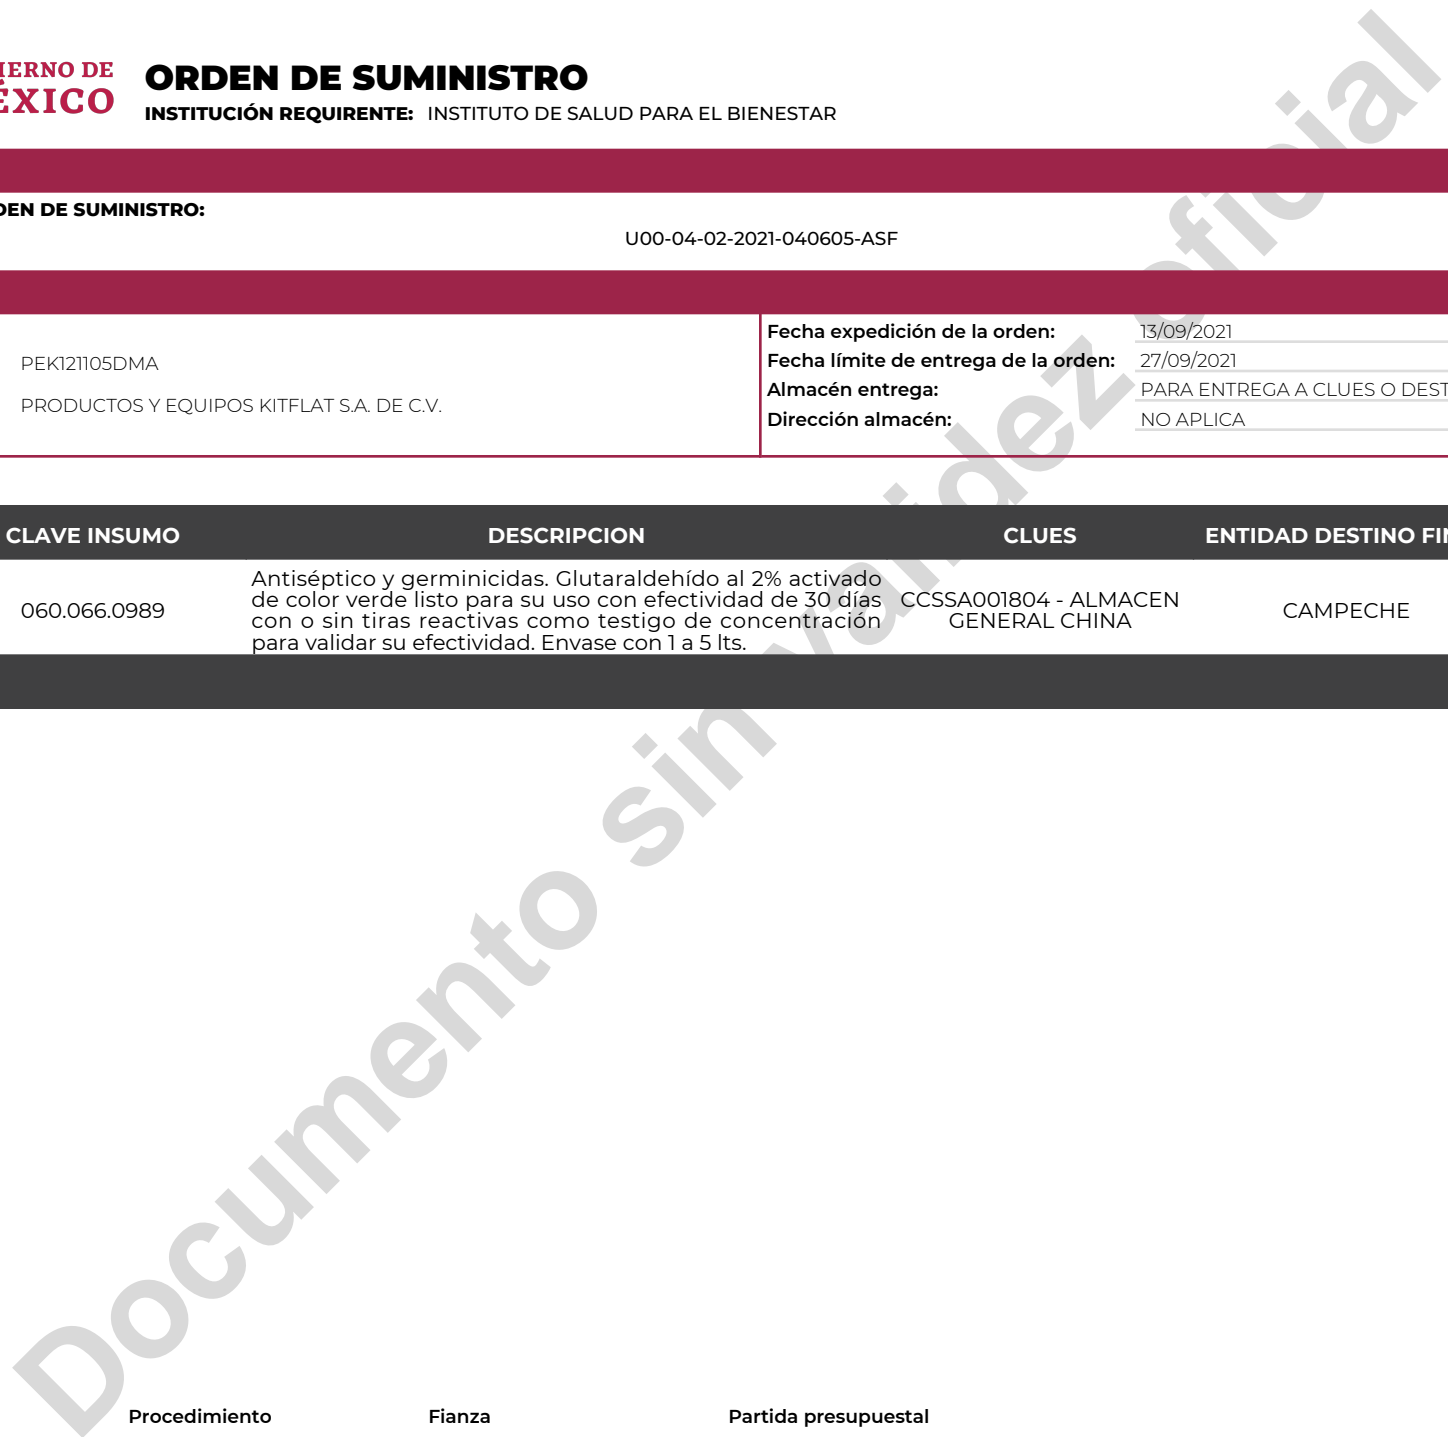 IERNO DE
ÉXICO
ORDEN DE SUMINISTRO
INSTITUCIÓN REQUIRENTE: INSTITUTO DE SALUD PARA EL BIENESTAR
DEN DE SUMINISTRO:
U00-04-02-2021-040605-ASF
PEK121105DMA
PRODUCTOS Y EQUIPOS KITFLAT S.A. DE C.V.
Fecha expedición de la orden: 13/09/2021
Fecha límite de entrega de la orden: 27/09/2021
Almacén entrega: PARA ENTREGA A CLUES O DEST
Dirección almacén: NO APLICA
CLAVE INSUMO DESCRIPCION CLUES ENTIDAD DESTINO FIN
060.066.0989
Antiséptico y germinicidas. Glutaraldehído al 2% activado
de color verde listo para su uso con efectividad de 30 días
con o sin tiras reactivas como testigo de concentración
para validar su efectividad. Envase con 1 a 5 lts.
CCSSA001804 - ALMACEN
GENERAL CHINA
CAMPECHE
Documento sin validez oficial
Procedimiento Fianza Partida presupuestal